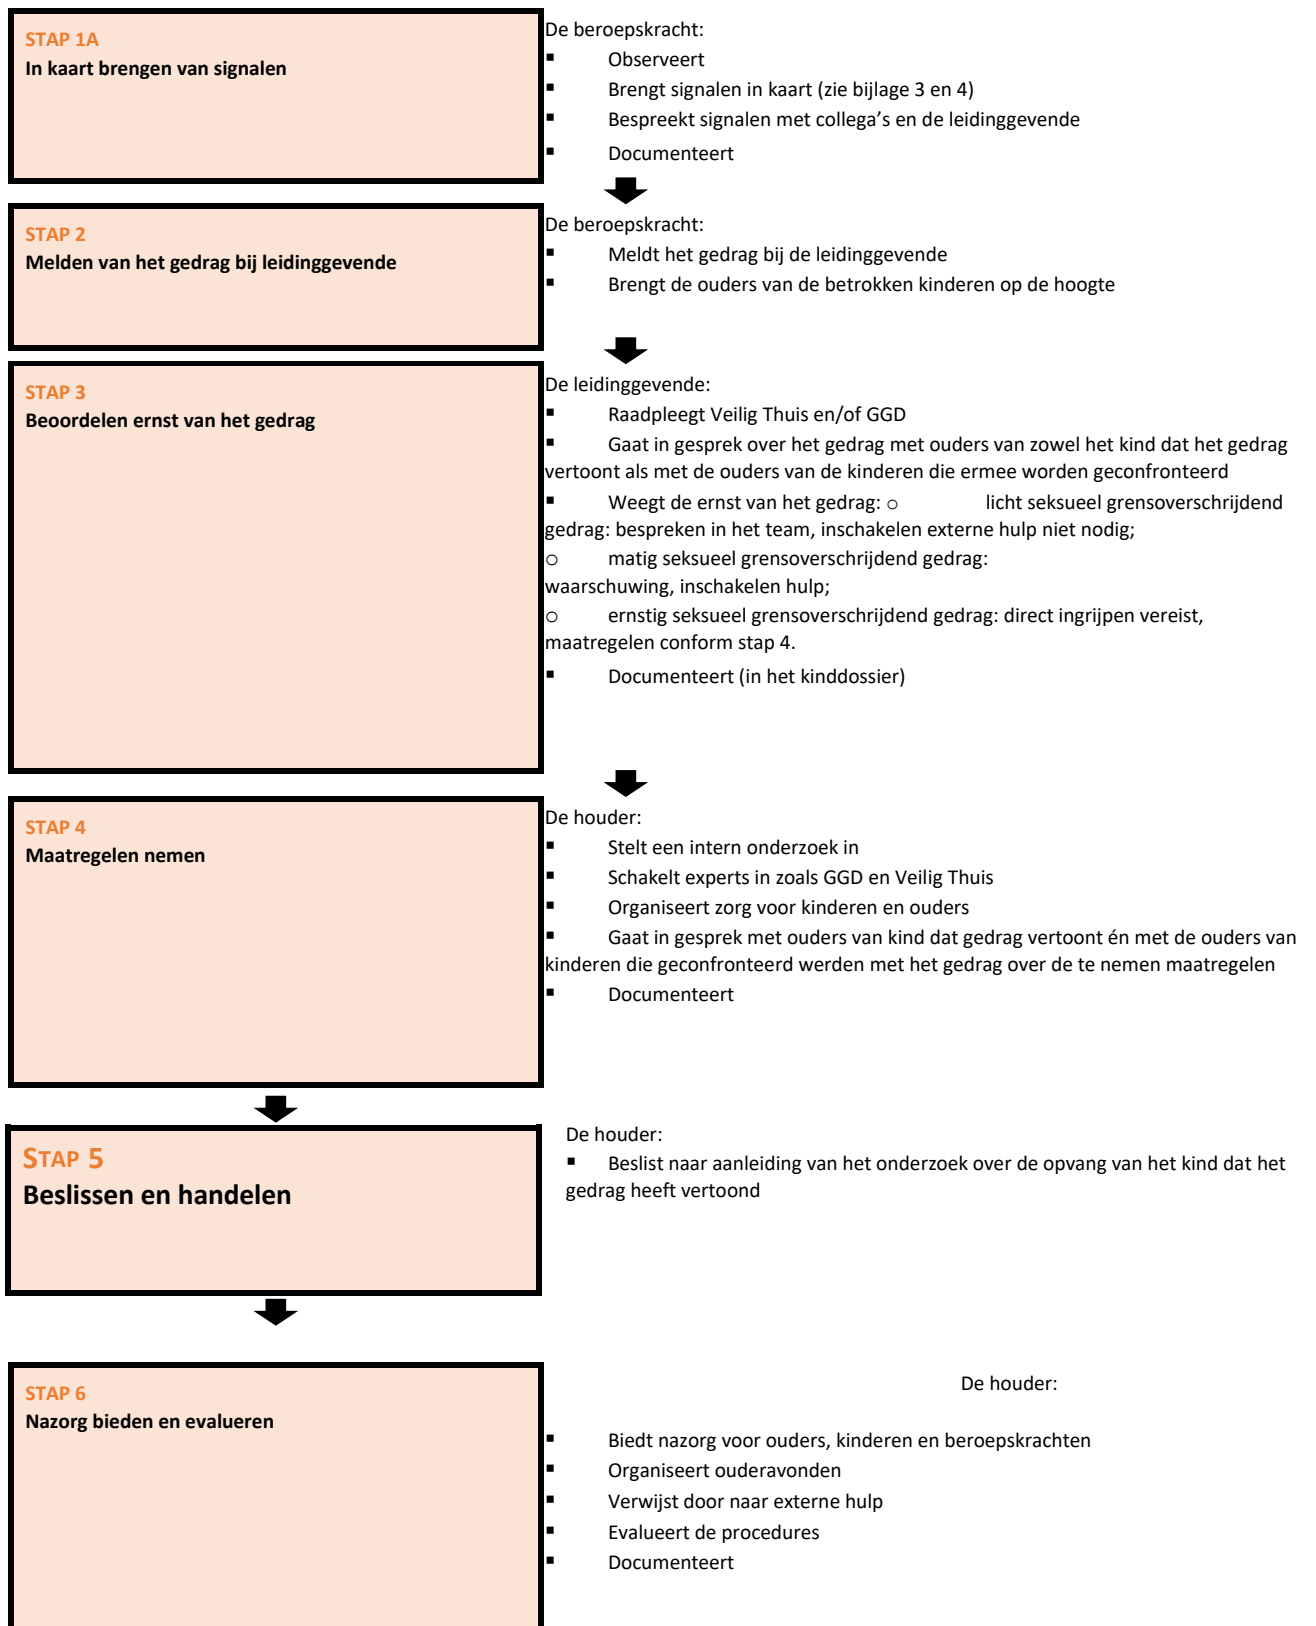 STAP 1A
In kaart brengen van signalen
De beroepskracht:
▪ Observeert
▪ Brengt signalen in kaart (zie bijlage 3 en 4)
▪ Bespreekt signalen met collega’s en de leidinggevende
▪ Documenteert
STAP 2
Melden van het gedrag bij leidinggevende
De beroepskracht:
▪ Meldt het gedrag bij de leidinggevende
▪ Brengt de ouders van de betrokken kinderen op de hoogte
STAP 3
Beoordelen ernst van het gedrag
De leidinggevende:
▪ Raadpleegt Veilig Thuis en/of GGD
▪ Gaat in gesprek over het gedrag met ouders van zowel het kind dat het gedrag
vertoont als met de ouders van de kinderen die ermee worden geconfronteerd
▪ Weegt de ernst van het gedrag: o licht seksueel grensoverschrijdend
gedrag: bespreken in het team, inschakelen externe hulp niet nodig;
o matig seksueel grensoverschrijdend gedrag:
waarschuwing, inschakelen hulp;
o ernstig seksueel grensoverschrijdend gedrag: direct ingrijpen vereist,
maatregelen conform stap 4.
▪ Documenteert (in het kinddossier)
STAP 4
Maatregelen nemen
De houder:
▪ Stelt een intern onderzoek in
▪ Schakelt experts in zoals GGD en Veilig Thuis
▪ Organiseert zorg voor kinderen en ouders
▪ Gaat in gesprek met ouders van kind dat gedrag vertoont én met de ouders van
kinderen die geconfronteerd werden met het gedrag over de te nemen maatregelen
▪ Documenteert
STAP 5
Beslissen en handelen
De houder:
▪ Beslist naar aanleiding van het onderzoek over de opvang van het kind dat het
gedrag heeft vertoond
STAP 6
Nazorg bieden en evalueren
De houder:
▪ Biedt nazorg voor ouders, kinderen en beroepskrachten
▪ Organiseert ouderavonden
▪ Verwijst door naar externe hulp
▪ Evalueert de procedures
▪ Documenteert